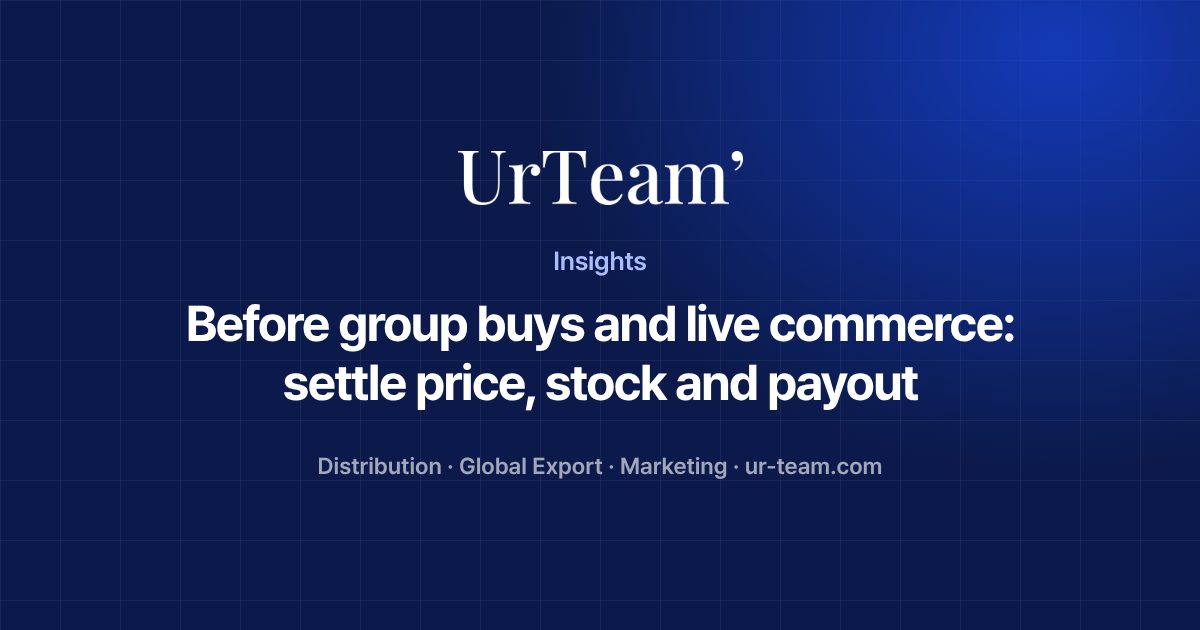 UrTeam’
Insights
Before group buys and live commerce:
settle price, stock and payout
Distribution · Global Export · Marketing · ur-team.com